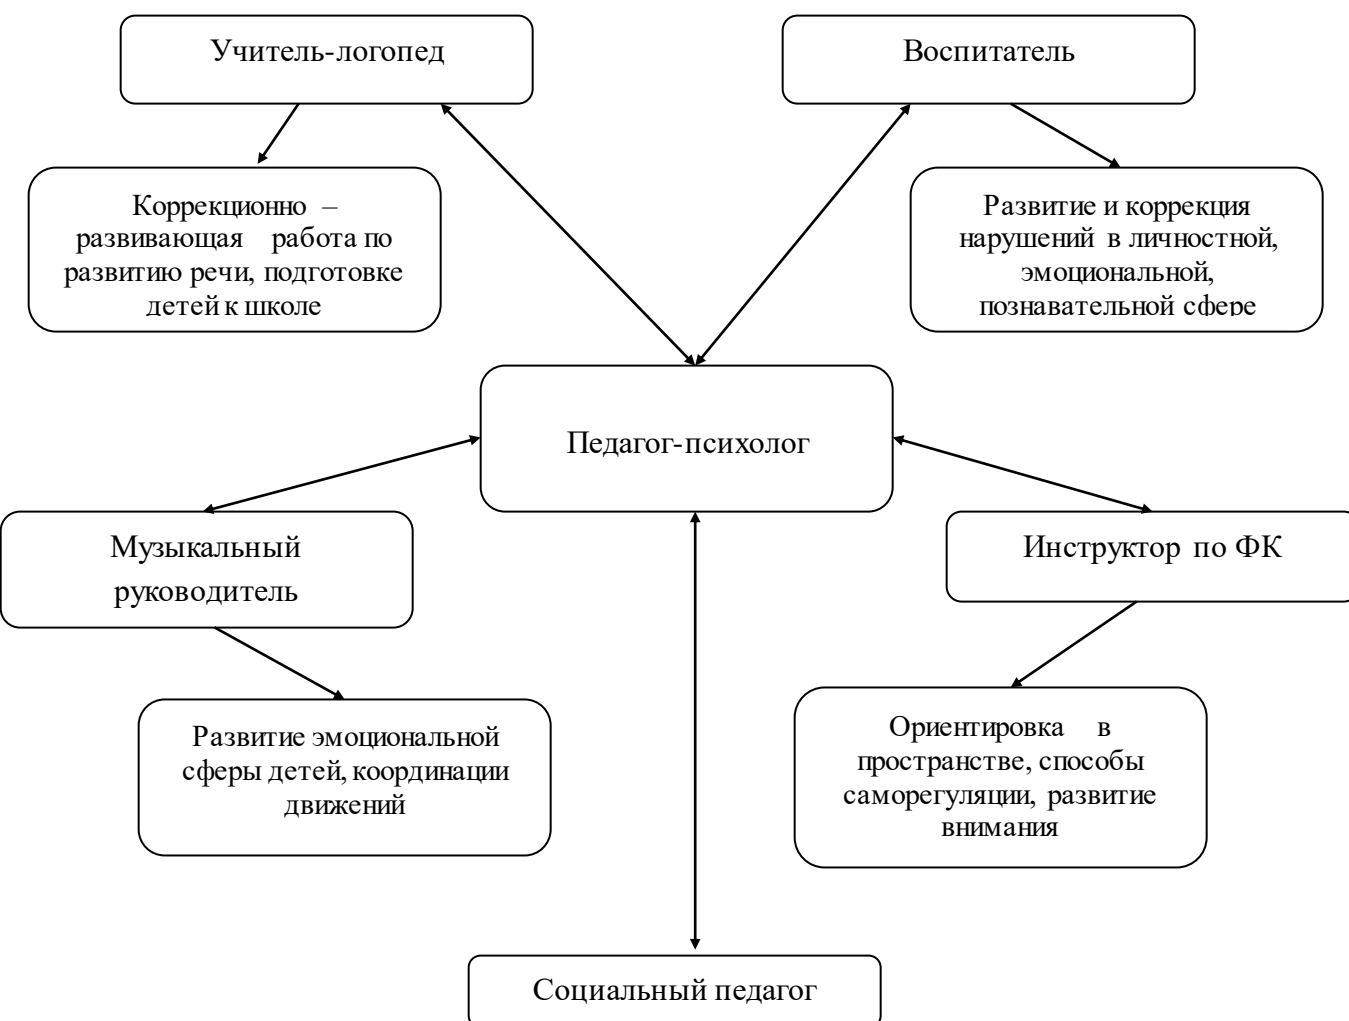 Учитель-логопед
Воспитатель
Коррекционно –
развивающая работа по
развитию речи, подготовке
детей к школе
Развитие и коррекция
нарушений в личностной,
эмоциональной,
познавательной сфере
Педагог-психолог
Музыкальный
руководитель
Инструктор по ФК
Развитие эмоциональной
сферы детей, координации
движений
Ориентировка в
пространстве, способы
саморегуляции, развитие
внимания
Социальный педагог